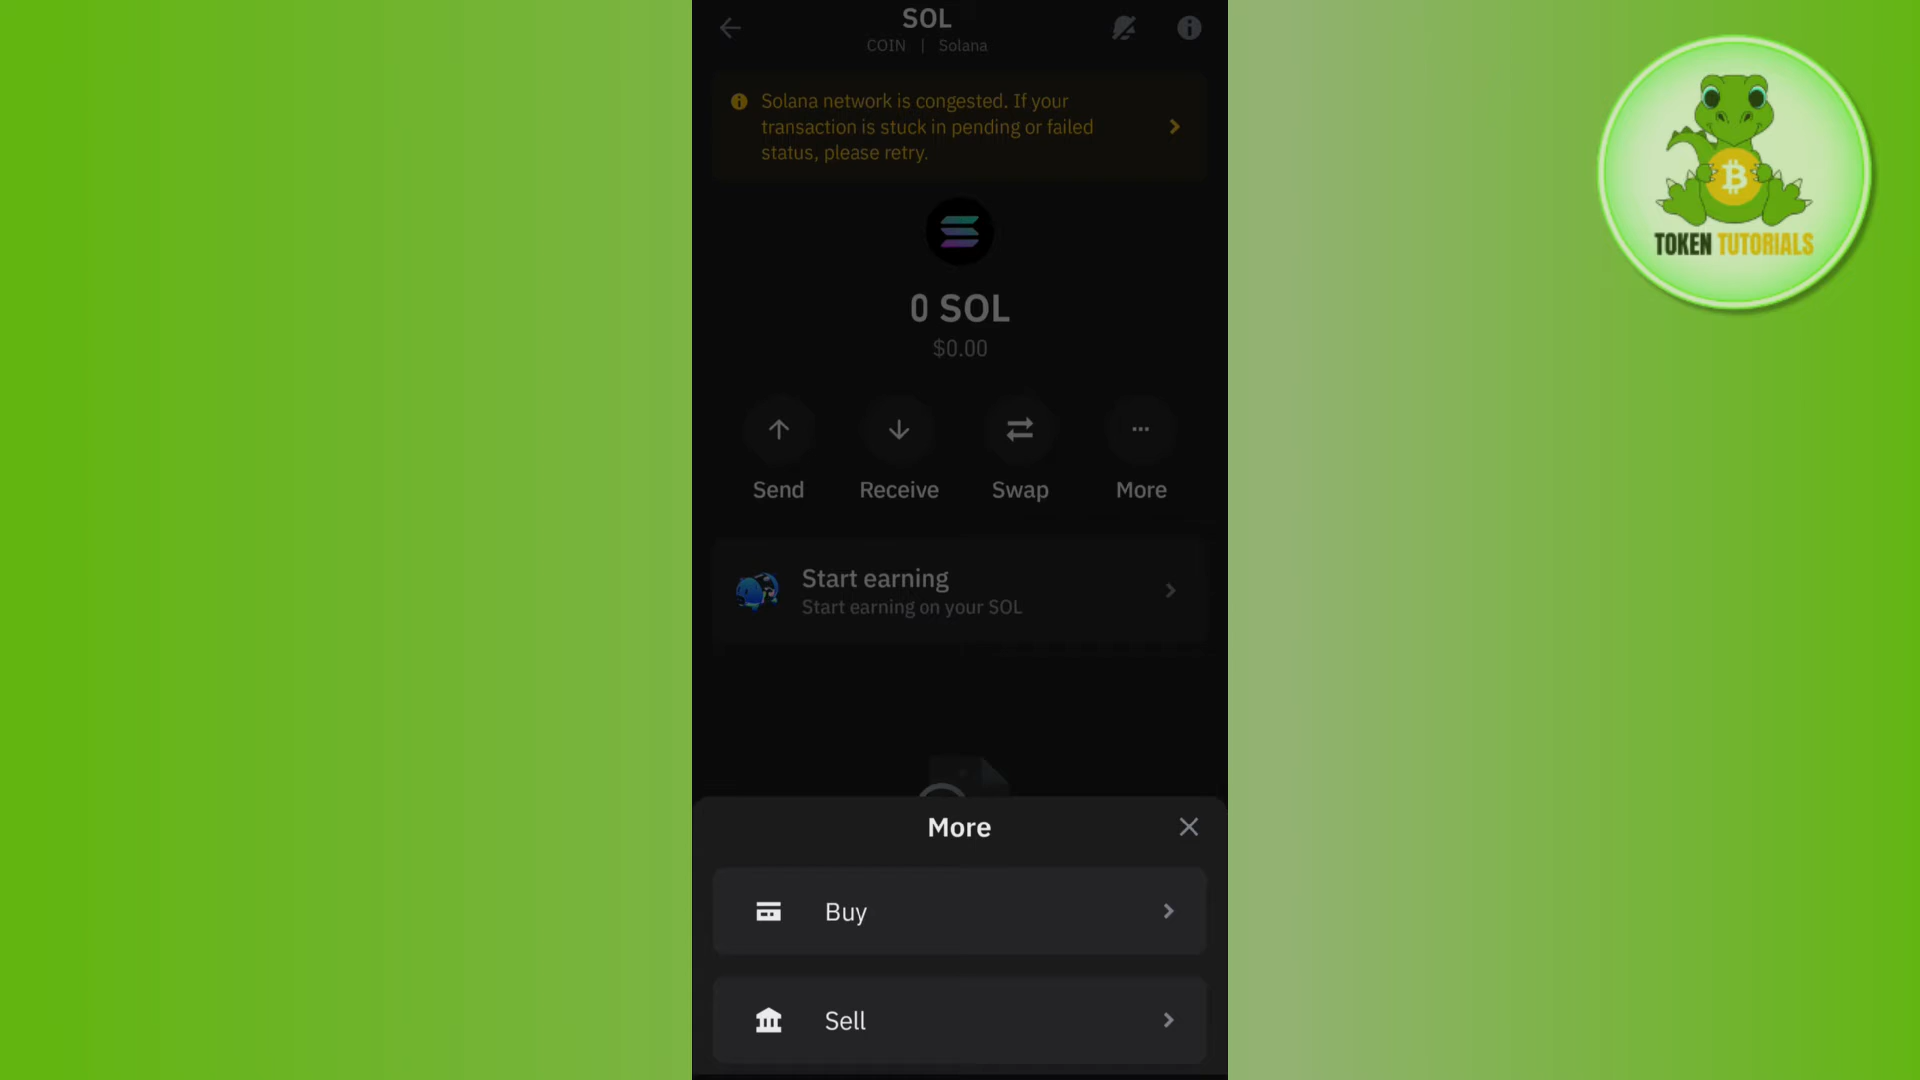 SOL
COIN | Solana
Solana network is congested. If your
transaction is stuck in pending or failed
status, please retry.
0 SOL
$0.00
Send
Receive
Swap
More
Start earning
Start earning on your SOL
More
Buy
Sell
TOKEN TUTORIALS